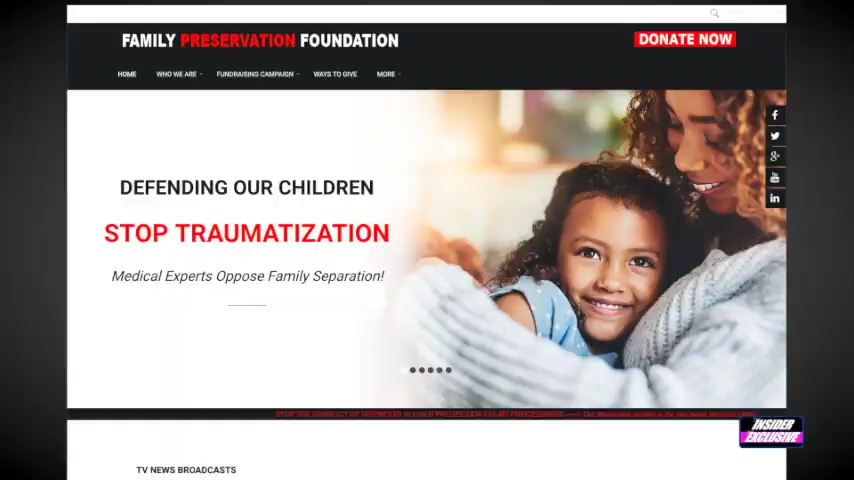 FAMILY PRESERVATION FOUNDATION
DONATE NOW
HOME WHO WE ARE FUNDRAISING CAMPAIGN WAYS TO GIVE MORE
DEFENDING OUR CHILDREN
STOP TRAUMATIZATION
Medical Experts Oppose Family Separation!
INSIDER
EXCLUSIVE
TV NEWS BROADCASTS